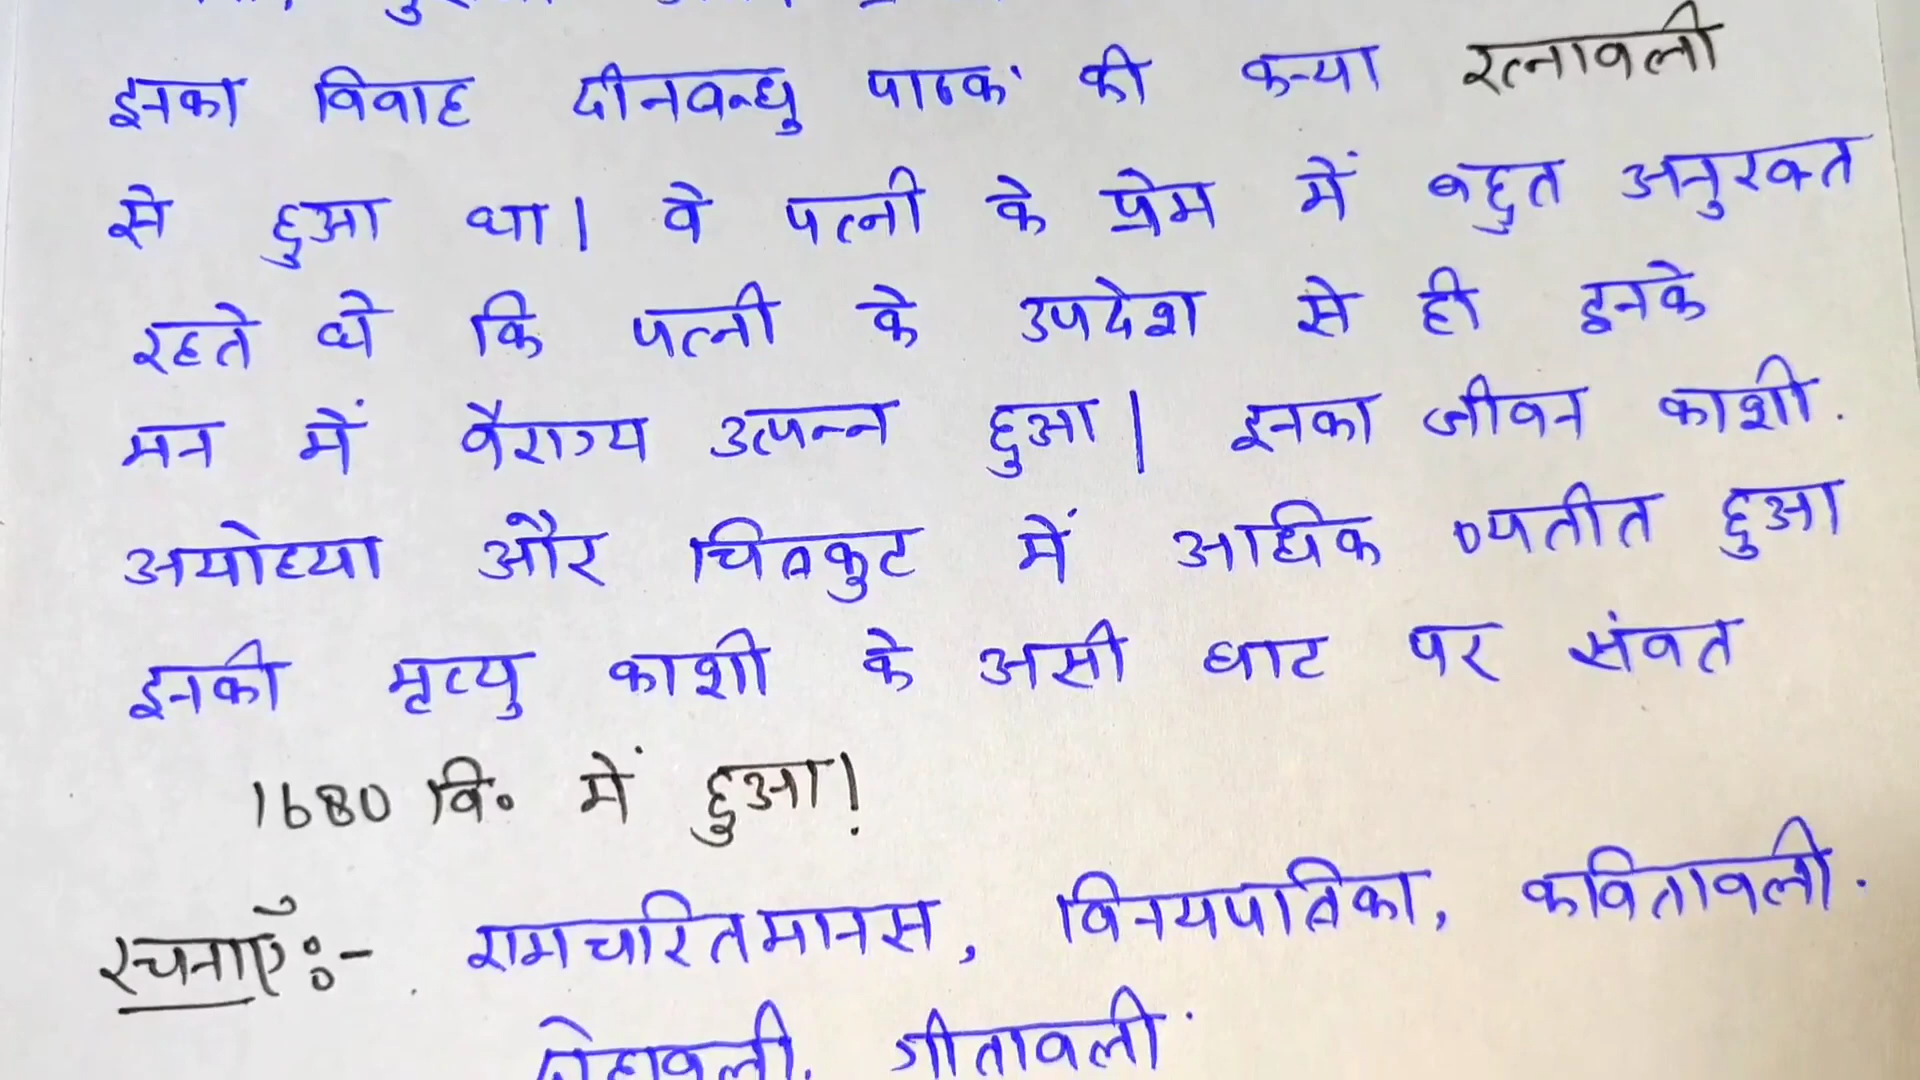 इनका विवाह दीनबन्धु पाठक की कन्या रत्नावली
से हुआ था। वे पत्नी के प्रेम में बहुत अनुरक्त
रहते थे कि पत्नी के उपदेश से ही इनके
मन में वैराग्य उत्पन्न हुआ। इनका जीवन काशी.
अयोध्या और चित्रकुट में अधिक व्यतीत हुआ
इनकी मृत्यु काशी के असी घाट पर संवत
1680 वि० में हुआ!
रचनाएँ:- रामचरितमानस, विनयपत्रिका, कवितावली.
दोहावली, गीतावली